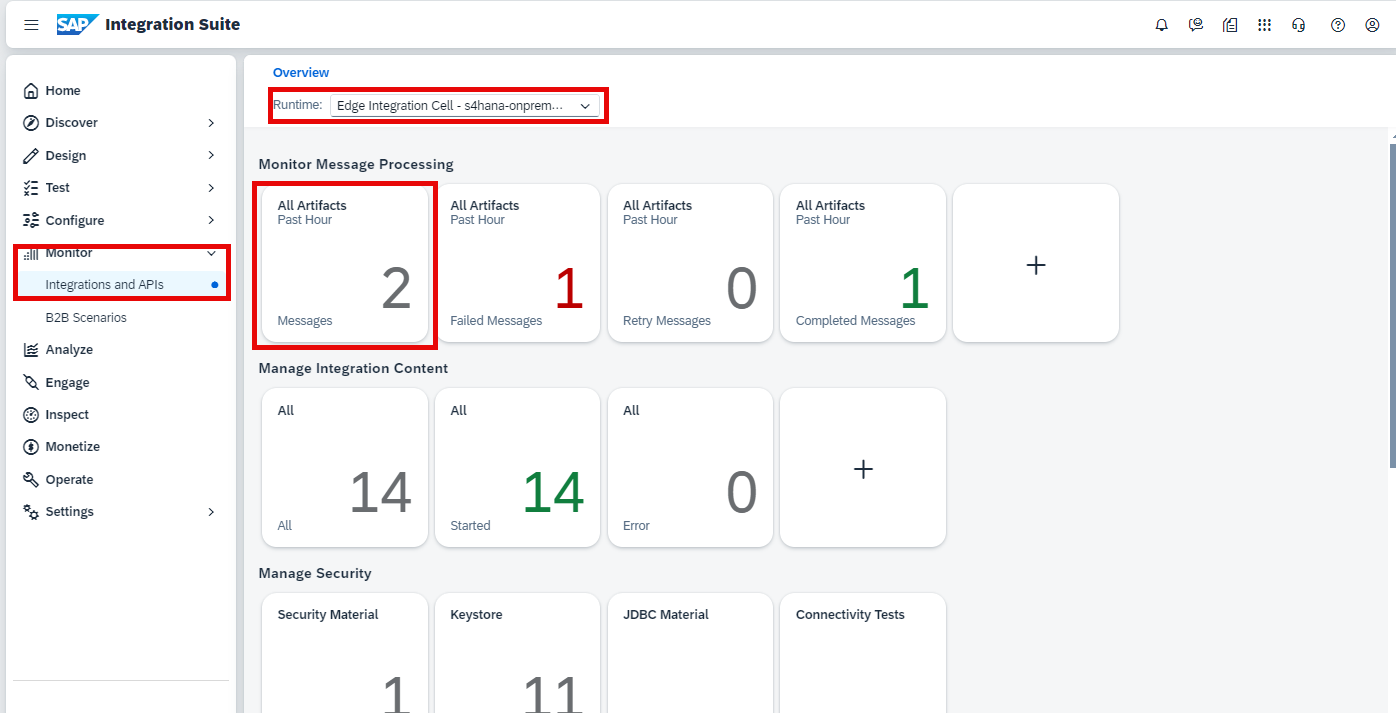 SAP Integration Suite
Home
Discover
Design
Test
Configure
Monitor
Integrations and APIs
B2B Scenarios
Analyze
Engage
Inspect
Monetize
Operate
Settings
Overview
Runtime: Edge Integration Cell - s4hana-onprem...
Monitor Message Processing
All Artifacts
Past Hour
2
Messages
All Artifacts
Past Hour
1
Failed Messages
All Artifacts
Past Hour
0
Retry Messages
All Artifacts
Past Hour
1
Completed Messages
Manage Integration Content
All
14
All
All
14
Started
All
0
Error
Manage Security
Security Material
1
Keystore
11
JDBC Material
Connectivity Tests